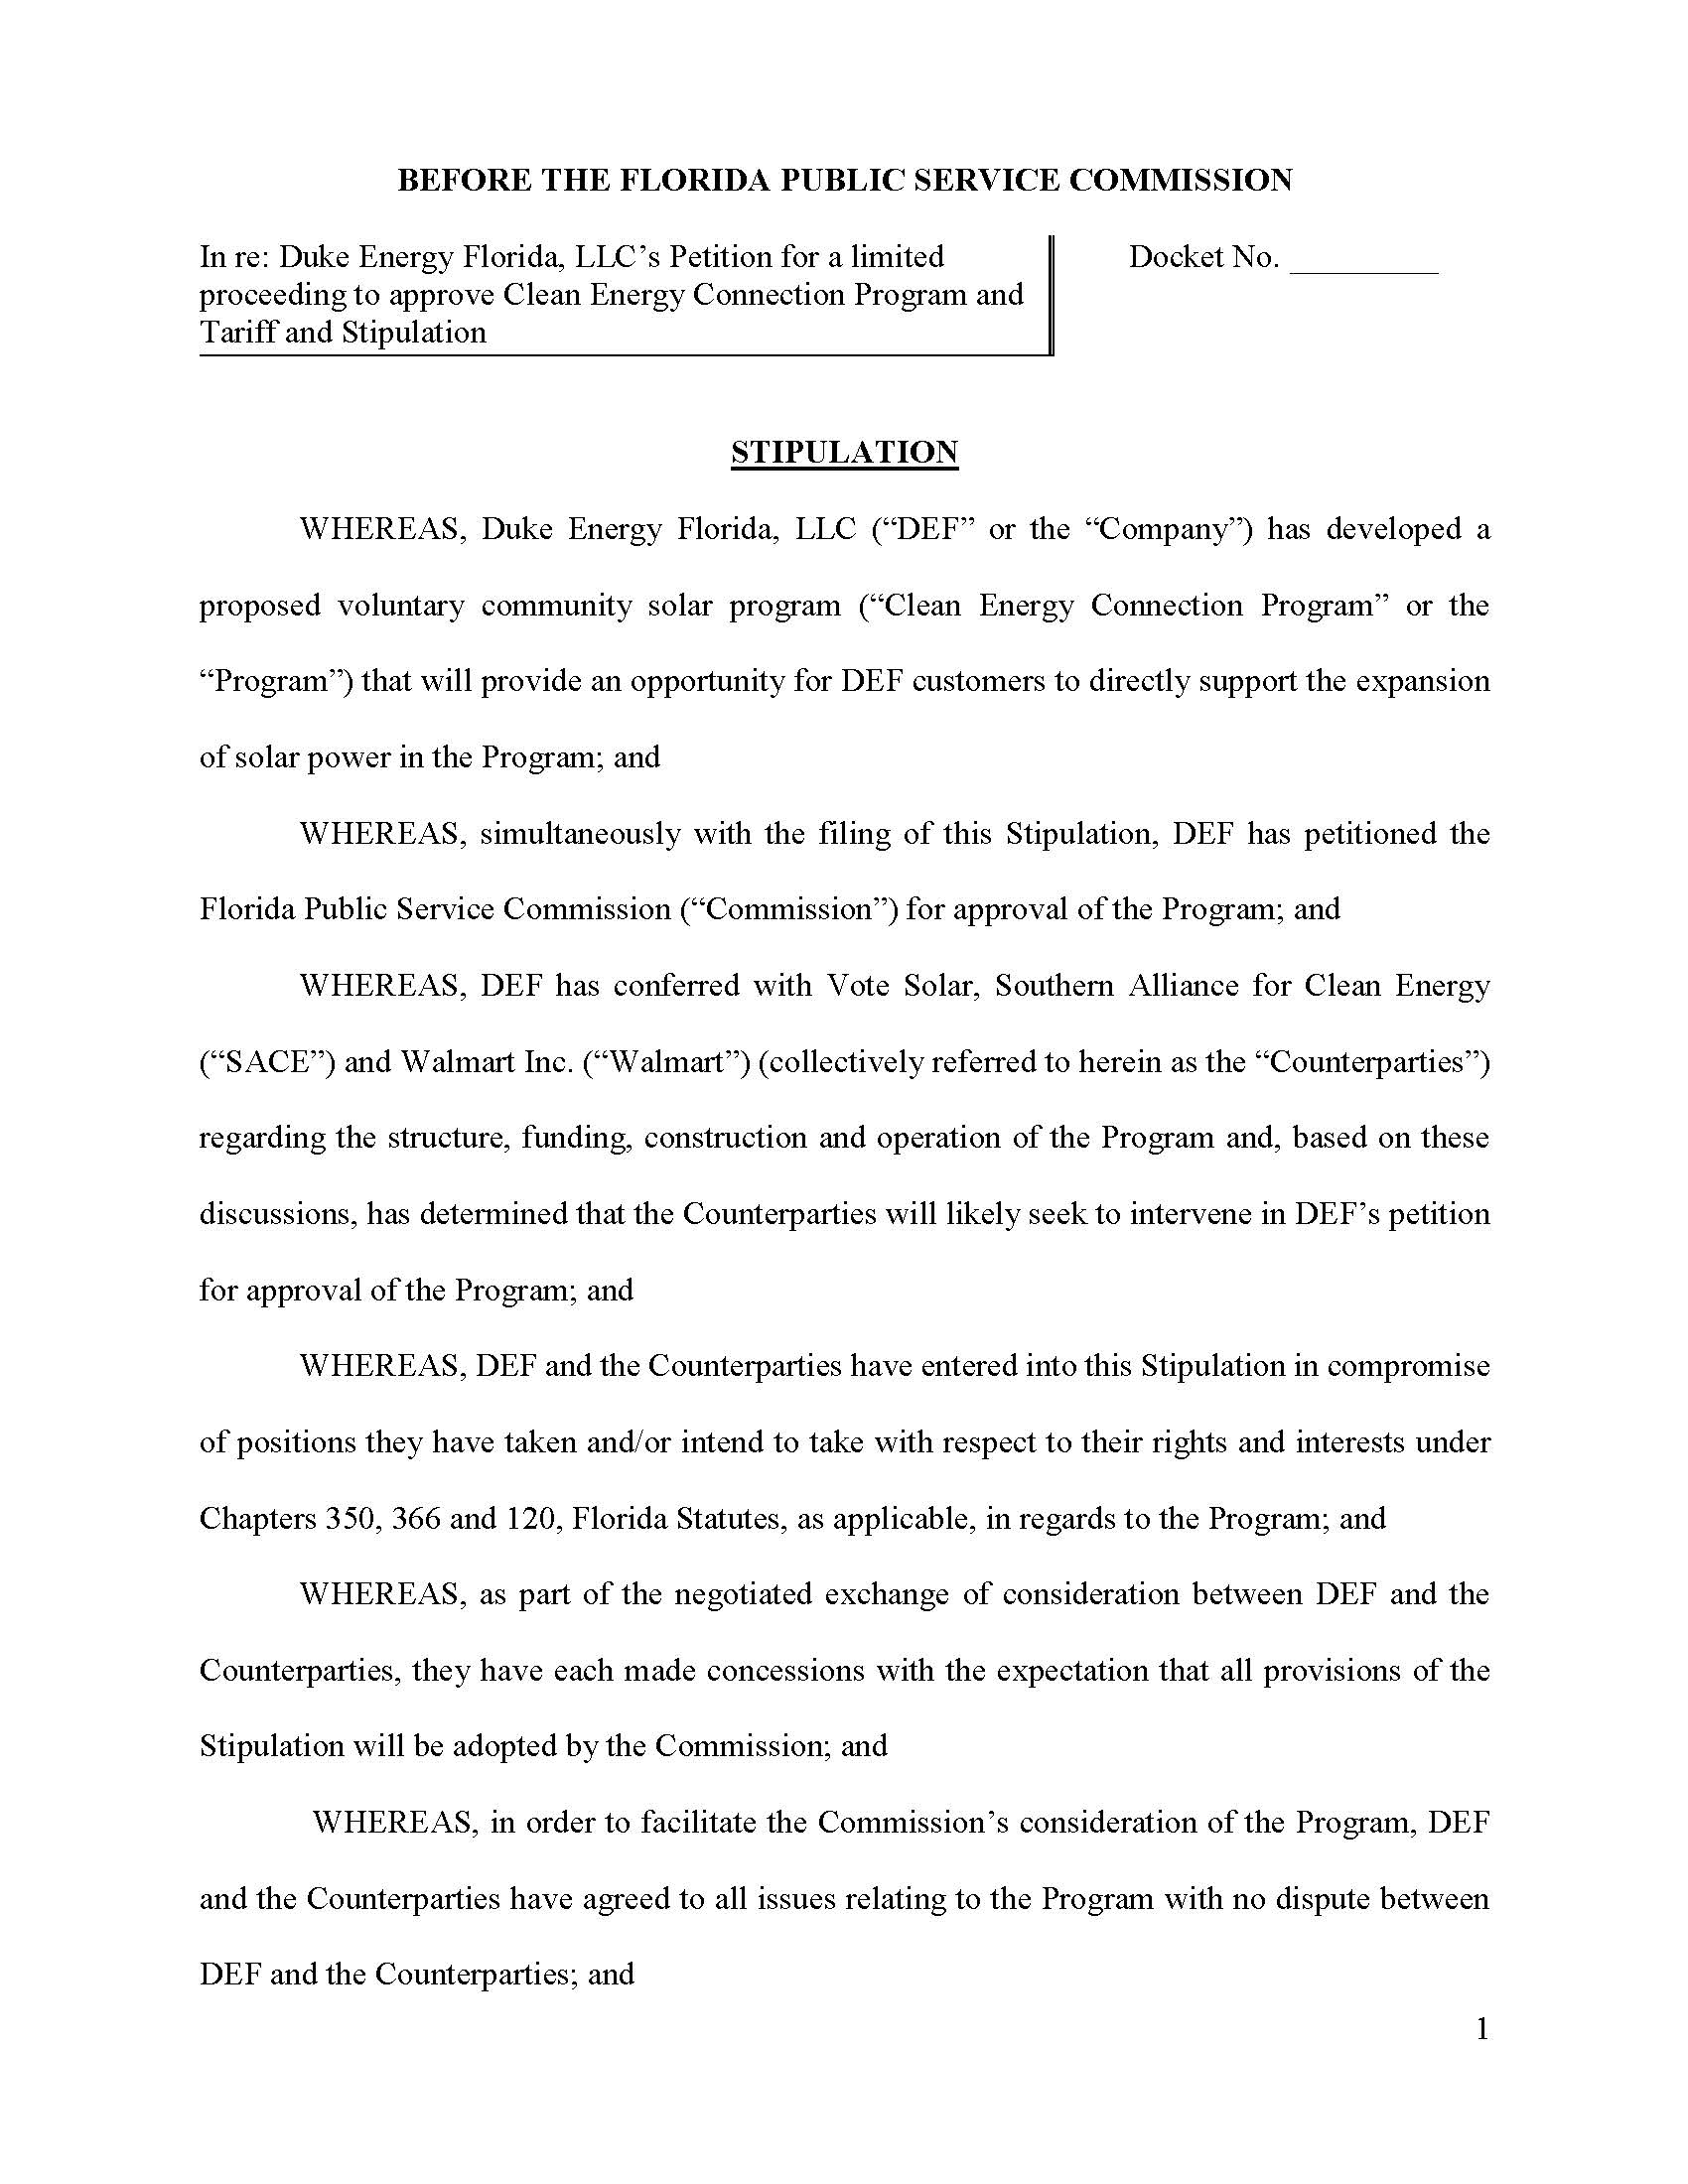 BEFORE THE FLORIDA PUBLIC SERVICE COMMISSION
In re: Duke Energy Florida, LLC’s Petition for a limited
proceeding to approve Clean Energy Connection Program and
Tariff and Stipulation
Docket No. _________
STIPULATION
WHEREAS, Duke Energy Florida, LLC (“DEF” or the “Company”) has developed a
proposed voluntary community solar program (“Clean Energy Connection Program” or the
“Program”) that will provide an opportunity for DEF customers to directly support the expansion
of solar power in the Program; and
WHEREAS, simultaneously with the filing of this Stipulation, DEF has petitioned the
Florida Public Service Commission (“Commission”) for approval of the Program; and
WHEREAS, DEF has conferred with Vote Solar, Southern Alliance for Clean Energy
(“SACE”) and Walmart Inc. (“Walmart”) (collectively referred to herein as the “Counterparties”)
regarding the structure, funding, construction and operation of the Program and, based on these
discussions, has determined that the Counterparties will likely seek to intervene in DEF’s petition
for approval of the Program; and
WHEREAS, DEF and the Counterparties have entered into this Stipulation in compromise
of positions they have taken and/or intend to take with respect to their rights and interests under
Chapters 350, 366 and 120, Florida Statutes, as applicable, in regards to the Program; and
WHEREAS, as part of the negotiated exchange of consideration between DEF and the
Counterparties, they have each made concessions with the expectation that all provisions of the
Stipulation will be adopted by the Commission; and
WHEREAS, in order to facilitate the Commission’s consideration of the Program, DEF
and the Counterparties have agreed to all issues relating to the Program with no dispute between
DEF and the Counterparties; and
1